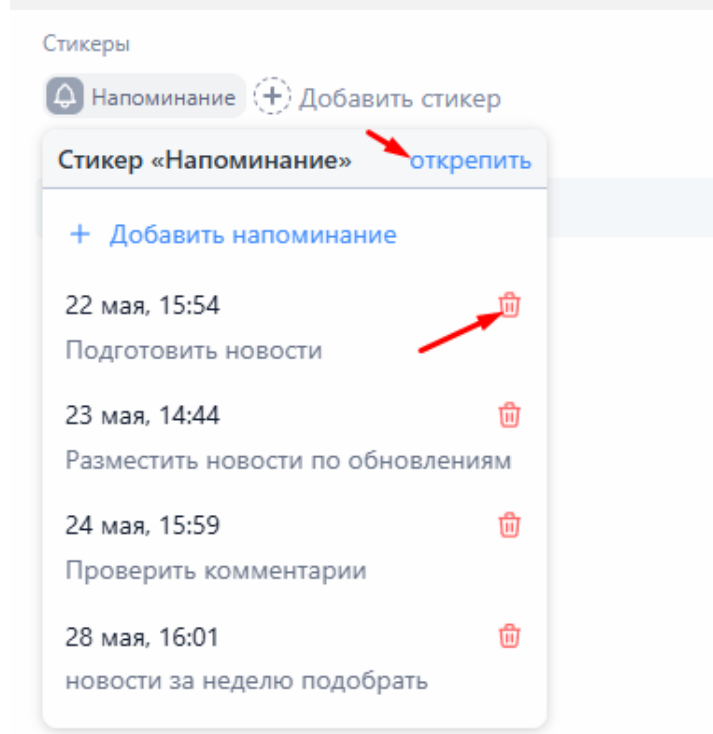 Стикеры
Напоминание + Добавить стикер
Стикер «Напоминание» открепить
+ Добавить напоминание
22 мая, 15:54
Подготовить новости
23 мая, 14:44
Разместить новости по обновлениям
24 мая, 15:59
Проверить комментарии
28 мая, 16:01
новости за неделю подобрать